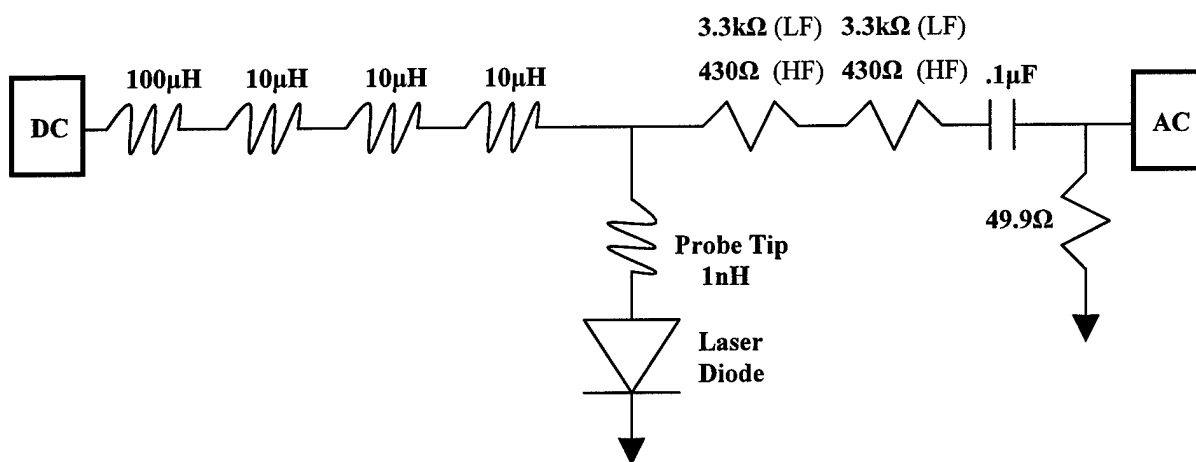 3.3kΩ (LF) 3.3kΩ (LF)
430Ω (HF) 430Ω (HF)
.1μF
100μH 10μH 10μH 10μH
DC
AC
49.9Ω
Probe Tip
1nH
Laser
Diode